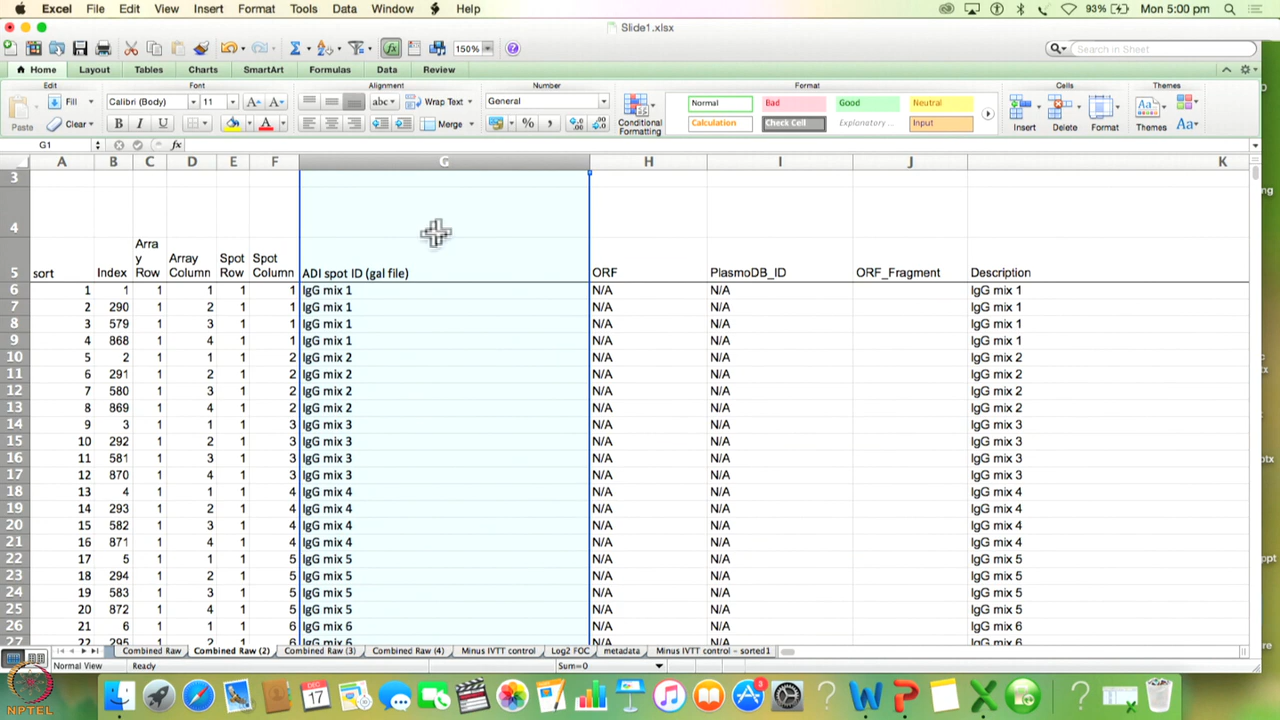 Excel File Edit View Insert Format Tools Data Window Help 93% Mon 5:00 pm
Slide1.xlsx
150% Search in Sheet
Home Layout Tables Charts SmartArt Formulas Data Review
Edit Font Alignment Number Format Cells Themes
Fill Calibri (Body) 11 abc Wrap Text General Normal Bad Good Neutral
Paste Clear B I U Merge Conditional Formatting Calculation Check Cell Explanatory ... Input Insert Delete Format Themes Aa
G1 fx
A B C D E F G H I J K
3
4
5 sort Index Array Row Array Column Spot Row Spot Column ADI spot ID (gal file) ORF PlasmoDB_ID ORF_Fragment Description
6 1 1 1 1 1 1 IgG mix 1 N/A N/A IgG mix 1
7 2 290 1 2 1 1 IgG mix 1 N/A N/A IgG mix 1
8 3 579 1 3 1 1 IgG mix 1 N/A N/A IgG mix 1
9 4 868 1 4 1 1 IgG mix 1 N/A N/A IgG mix 1
10 5 2 1 1 1 2 IgG mix 2 N/A N/A IgG mix 2
11 6 291 1 2 1 2 IgG mix 2 N/A N/A IgG mix 2
12 7 580 1 3 1 2 IgG mix 2 N/A N/A IgG mix 2
13 8 869 1 4 1 2 IgG mix 2 N/A N/A IgG mix 2
14 9 3 1 1 1 3 IgG mix 3 N/A N/A IgG mix 3
15 10 292 1 2 1 3 IgG mix 3 N/A N/A IgG mix 3
16 11 581 1 3 1 3 IgG mix 3 N/A N/A IgG mix 3
17 12 870 1 4 1 3 IgG mix 3 N/A N/A IgG mix 3
18 13 4 1 1 1 4 IgG mix 4 N/A N/A IgG mix 4
19 14 293 1 2 1 4 IgG mix 4 N/A N/A IgG mix 4
20 15 582 1 3 1 4 IgG mix 4 N/A N/A IgG mix 4
21 16 871 1 4 1 4 IgG mix 4 N/A N/A IgG mix 4
22 17 5 1 1 1 5 IgG mix 5 N/A N/A IgG mix 5
23 18 294 1 2 1 5 IgG mix 5 N/A N/A IgG mix 5
24 19 583 1 3 1 5 IgG mix 5 N/A N/A IgG mix 5
25 20 872 1 4 1 5 IgG mix 5 N/A N/A IgG mix 5
26 21 6 1 1 1 6 IgG mix 6 N/A N/A IgG mix 6
27 22 295 1 2 1 6 IgG mix 6 N/A N/A IgG mix 6
Combined Raw Combined Raw (2) Combined Raw (3) Combined Raw (4) Minus IVTT control Log2 FOC metadata Minus IVTT control - sorted1
Normal View Ready Sum=0
NPTEL